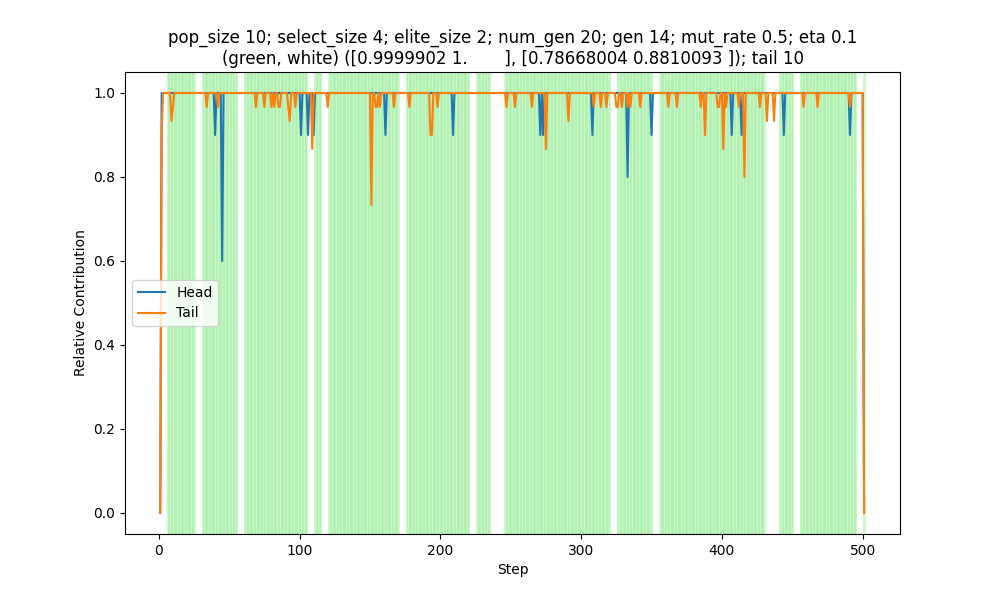 pop_size 10; select_size 4; elite_size 2; num_gen 20; gen 14; mut_rate 0.5; eta 0.1
(green, white) ([0.9999902 1.        ], [0.78668004 0.8810093 ]); tail 10
1.0
0.8
0.6
0.4
0.2
0.0
Relative Contribution
Head
Tail
0 100 200 300 400 500
Step